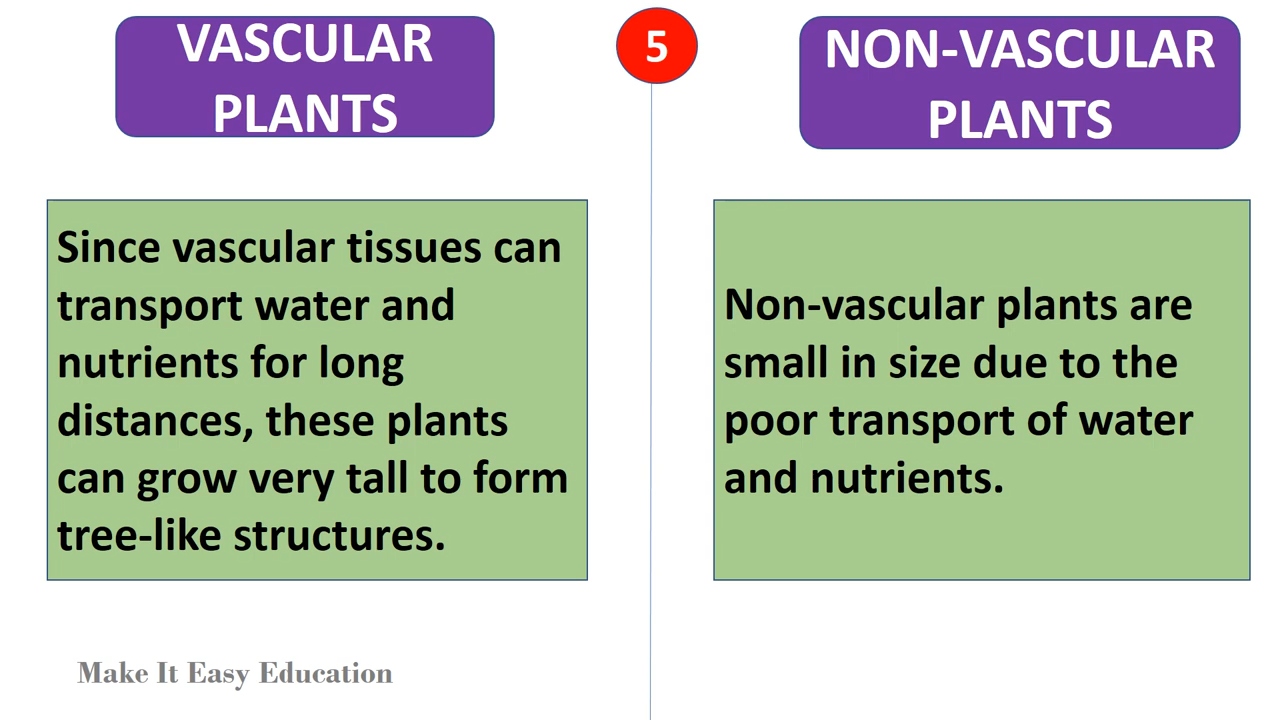 VASCULAR
PLANTS
5
NON-VASCULAR
PLANTS
Since vascular tissues can
transport water and
nutrients for long
distances, these plants
can grow very tall to form
tree-like structures.
Non-vascular plants are
small in size due to the
poor transport of water
and nutrients.
Make It Easy Education